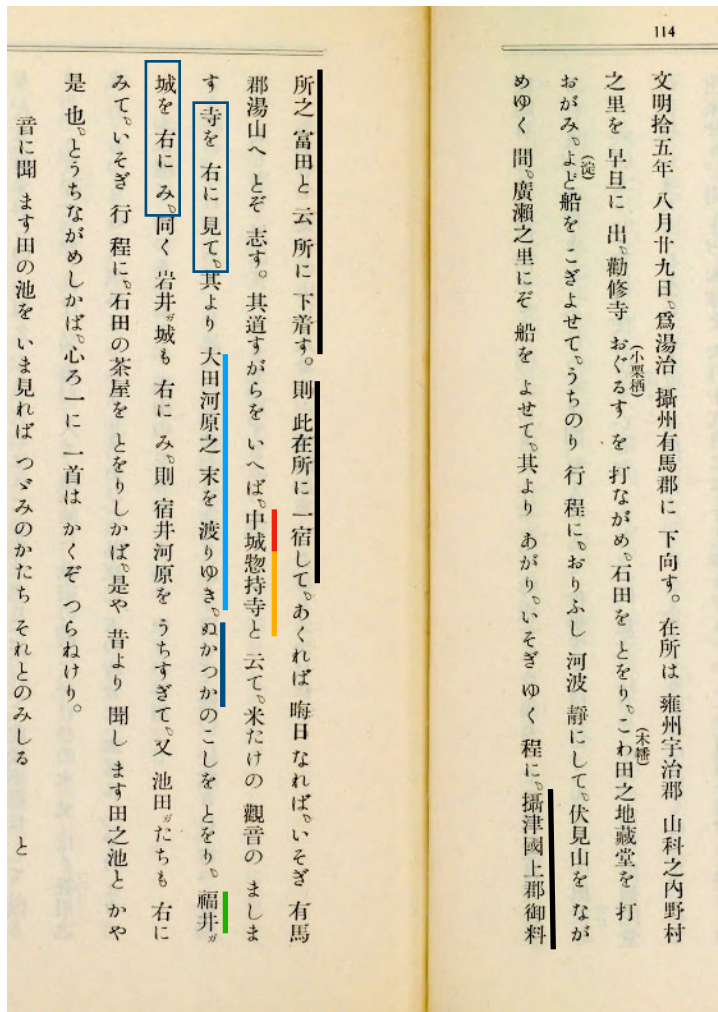 114
文明拾五年 八月廿九日。爲湯治 攝州有馬郡に 下向す。 在所は 雍州宇治郡 山科之内野村
之里を 早旦に 出。勸修寺 おぐるす(小栗栖) を 打ながめ。石田を とをり。こわ田(木幡)之地藏堂を 打
おがみ。よど(淀)船を こぎよせて。うちのり 行 程に。おりふし 河波 靜にして。伏見山を なが
めゆく 間。廣瀬之里にぞ 船を よせて。其より あがり。いそぎ ゆく 程に。攝津國上郡御料
所之 富田と 云 所に 下着す。 則 此在所に 一宿して。あくれば 晦日 なれば。いそぎ 有馬
郡湯山へ とぞ 志す。 其道すがらを いへば。中城惣持寺と 云て。米たけの 觀音の ましま
す 寺を 右に 見て。其より 大田河原之 末を 渡りゆき。ぬかつかのこしを とをり。 福井ガ
城を 右に み。同く 岩井ガ城も 右に み。則 宿井河原を うちすぎて。又 池田ガたちも 右に
みて。いそぎ 行 程に。石田の茶屋を とをりしかば。是や 昔より 聞し ます田之池と かや
是 也。とうちながめしかば。心ろ一に 一首は かくぞ つらねけり。
音に聞 ます田の池を いま見れば つゞみのかたち それとのみしる と